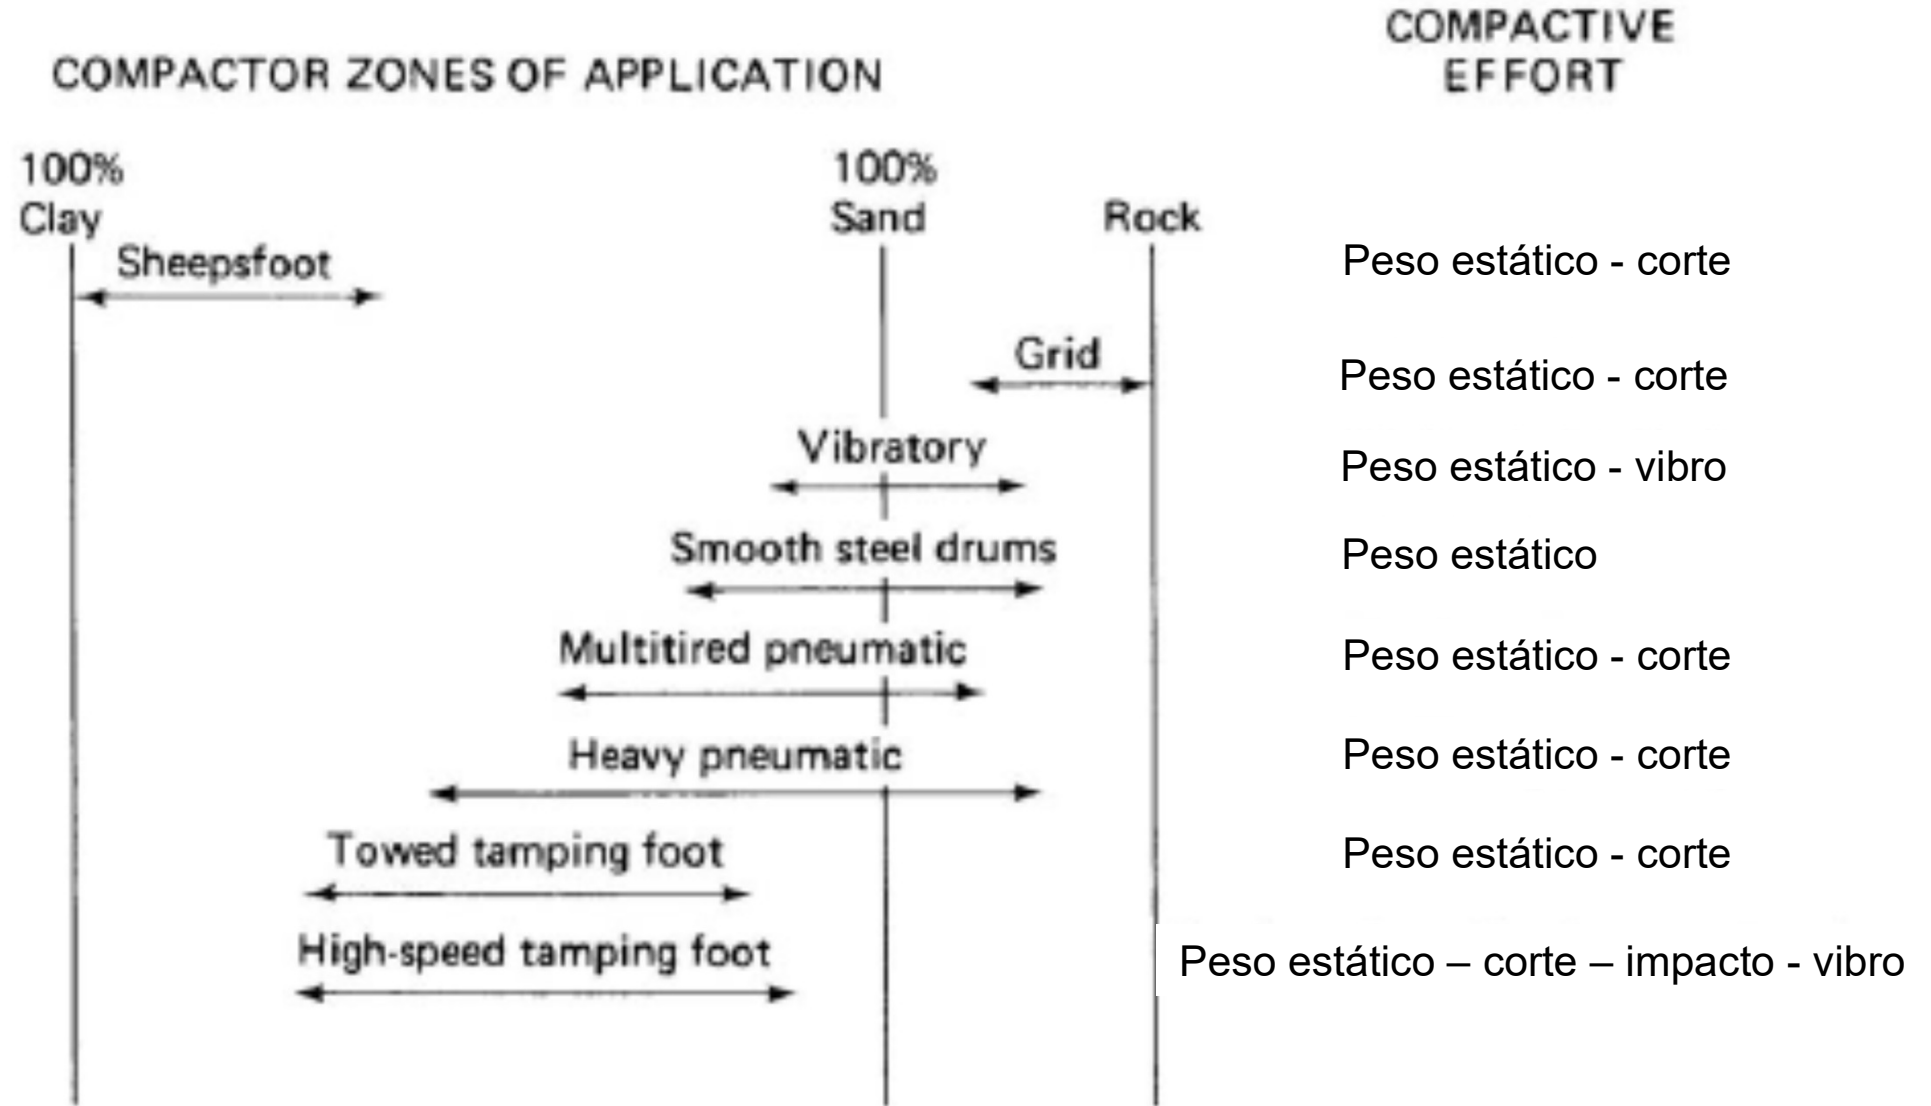 COMPACTIVE
EFFORT
COMPACTOR ZONES OF APPLICATION
100%
Clay
100%
Sand
Rock
Sheepsfoot
Peso estático - corte
Grid
Peso estático - corte
Vibratory
Peso estático - vibro
Smooth steel drums
Peso estático
Multitired pneumatic
Peso estático - corte
Heavy pneumatic
Peso estático - corte
Towed tamping foot
Peso estático - corte
High-speed tamping foot
Peso estático – corte – impacto - vibro